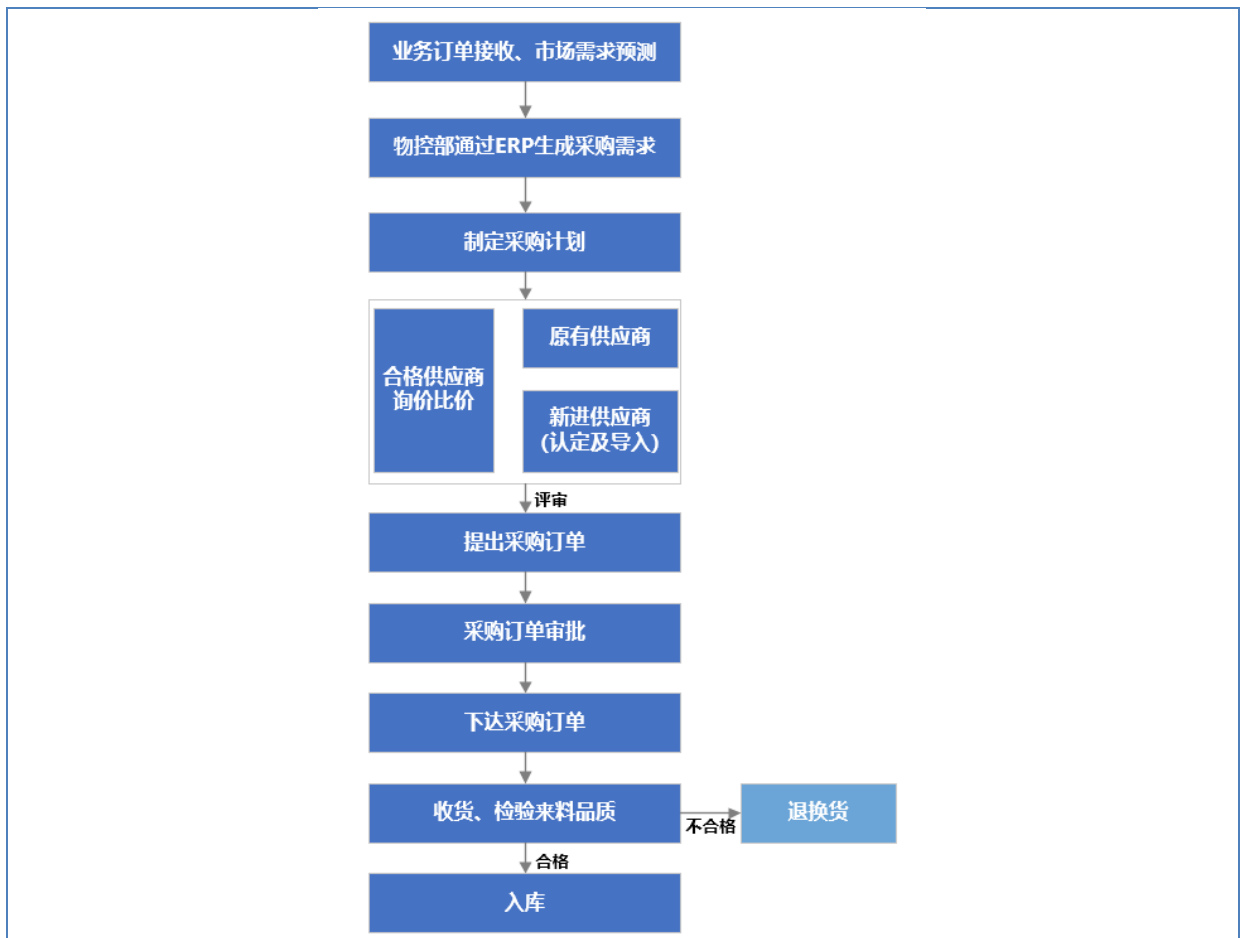 业务订单接收、市场需求预测
物控部通过ERP生成采购需求
制定采购计划
合格供应商
询价比价
原有供应商
新进供应商
(认定及导入)
评审
提出采购订单
采购订单审批
下达采购订单
收货、检验来料品质
不合格
退换货
合格
入库